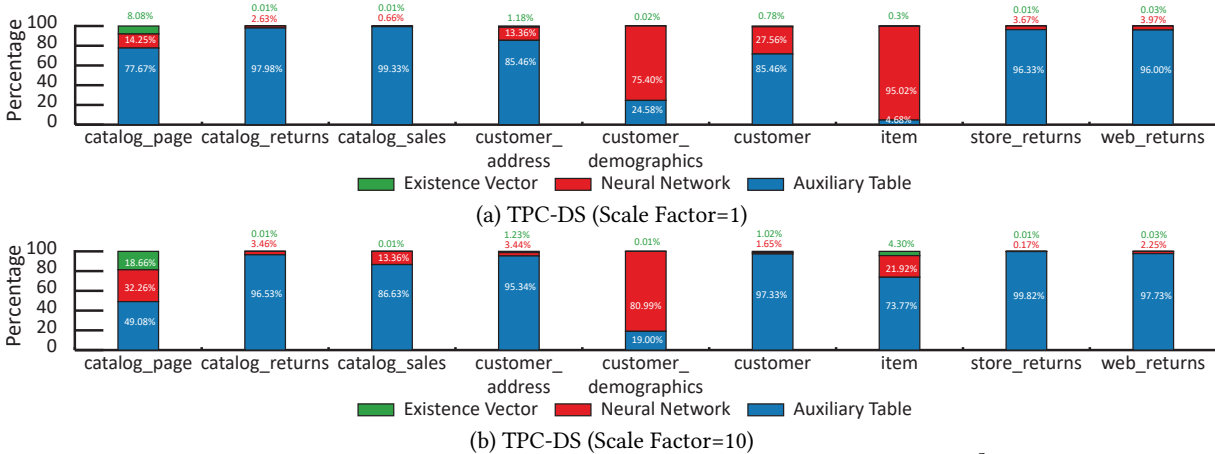 8.08% 0.01% 0.01% 1.18% 0.02% 0.78% 0.3% 0.01% 0.03%
2.63% 0.66% 3.67% 3.97%
Percentage
100
80
60
40
20
0
14.25% 13.36% 75.40% 27.56% 95.02%
77.67% 97.98% 99.33% 85.46% 24.58% 85.46% 4.68% 96.33% 96.00%
catalog_page catalog_returns catalog_sales customer_address customer_demographics customer item store_returns web_returns
Existence Vector Neural Network Auxiliary Table
(a) TPC-DS (Scale Factor=1)
0.01% 0.01% 1.23% 0.01% 1.02% 4.30% 0.01% 0.03%
3.46% 3.44% 1.65% 0.17% 2.25%
Percentage
100
80
60
40
20
0
18.66% 13.36% 21.92%
32.26% 80.99%
49.08% 96.53% 86.63% 95.34% 19.00% 97.33% 73.77% 99.82% 97.73%
catalog_page catalog_returns catalog_sales customer_address customer_demographics customer item store_returns web_returns
Existence Vector Neural Network Auxiliary Table
(b) TPC-DS (Scale Factor=10)